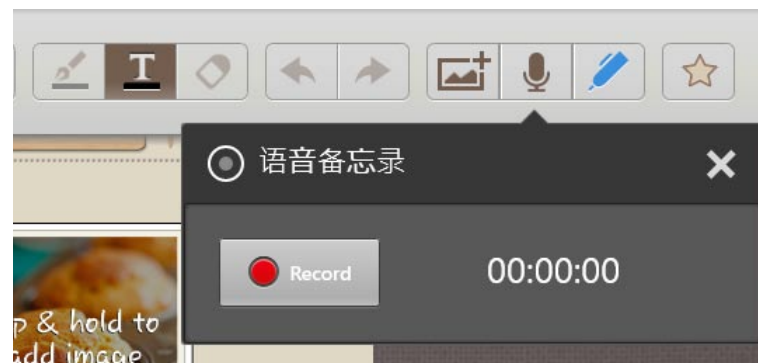 T
语音备忘录
Record
00:00:00
p & hold to
add image